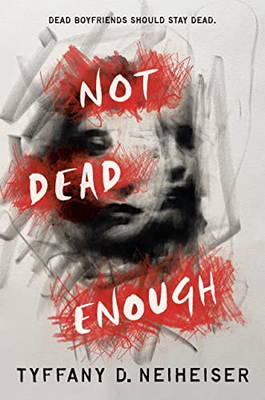 DEAD BOYFRIENDS SHOULD STAY DEAD.
NOT
DEAD
ENOUGH
TYFFANY D. NEIHEISER